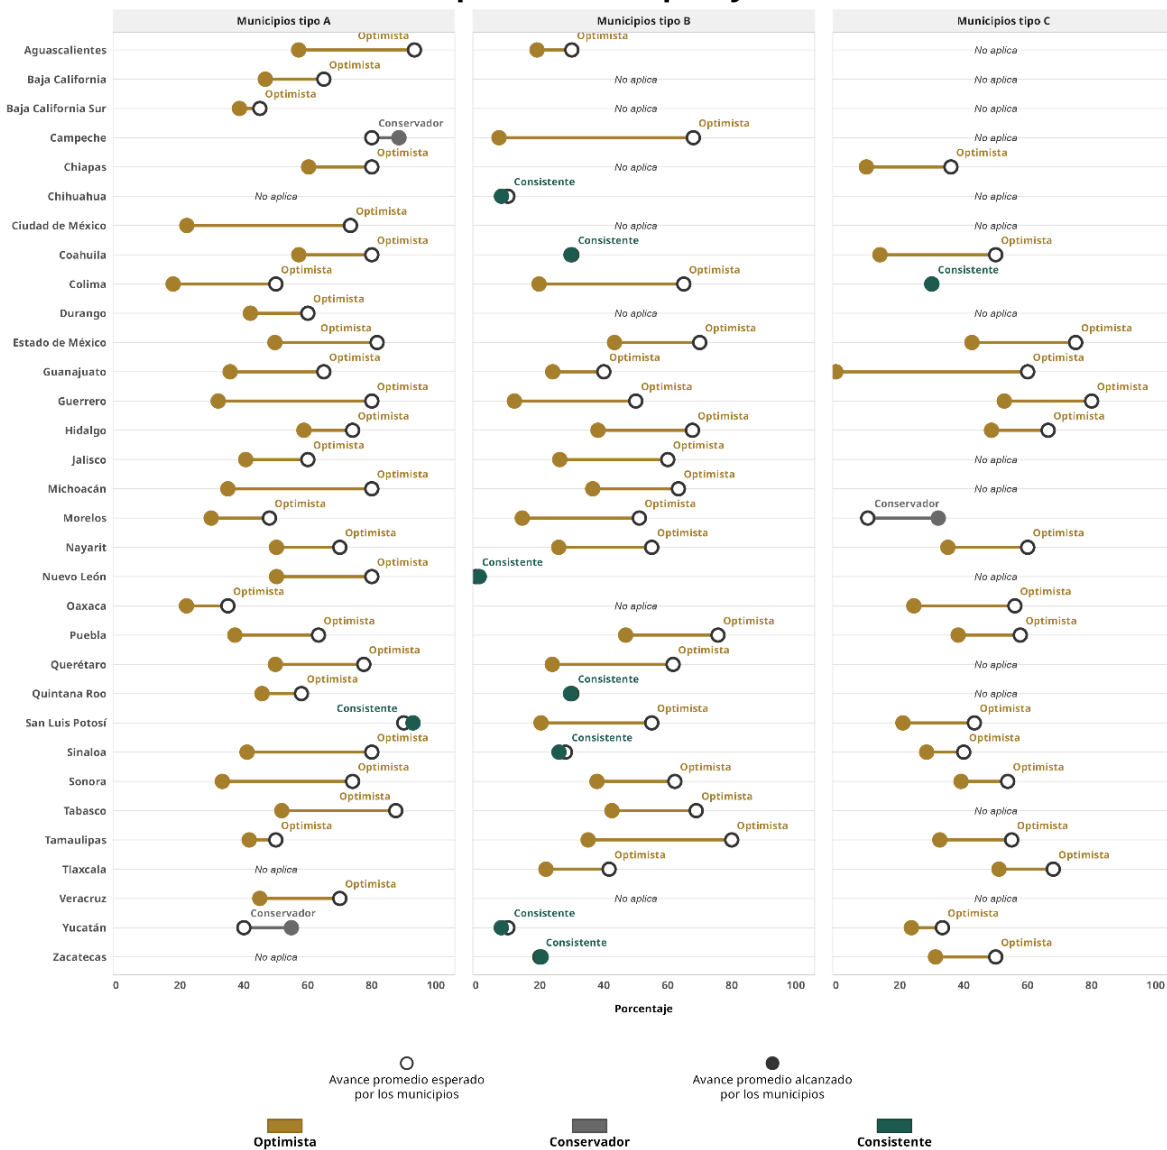 Municipios tipo A Municipios tipo B Municipios tipo C
Aguascalientes Optimista Optimista No aplica
Baja California Optimista No aplica No aplica
Baja California Sur Optimista No aplica No aplica
Campeche Conservador Optimista No aplica
Chiapas Optimista No aplica Optimista
Chihuahua No aplica Consistente No aplica
Ciudad de México Optimista No aplica No aplica
Coahuila Optimista Consistente Optimista
Colima Optimista Optimista Consistente
Durango Optimista No aplica No aplica
Estado de México Optimista Optimista Optimista
Guanajuato Optimista Optimista Optimista
Guerrero Optimista Optimista Optimista
Hidalgo Optimista Optimista Optimista
Jalisco Optimista Optimista No aplica
Michoacán Optimista Optimista No aplica
Morelos Optimista Optimista Conservador
Nayarit Optimista Optimista Optimista
Nuevo León Optimista Consistente No aplica
Oaxaca Optimista No aplica Optimista
Puebla Optimista Optimista Optimista
Querétaro Optimista Optimista No aplica
Quintana Roo Optimista Consistente No aplica
San Luis Potosí Consistente Optimista Optimista
Sinaloa Optimista Consistente Optimista
Sonora Optimista Optimista Optimista
Tabasco Optimista Optimista No aplica
Tamaulipas Optimista Optimista Optimista
Tlaxcala No aplica Optimista Optimista
Veracruz Optimista No aplica No aplica
Yucatán Conservador Consistente Optimista
Zacatecas No aplica Consistente Optimista
0 20 40 60 80 100 0 20 40 60 80 100 20 40 60 80 100
Porcentaje
Avance promedio esperado
por los municipios
Avance promedio alcanzado
por los municipios
Optimista Conservador Consistente